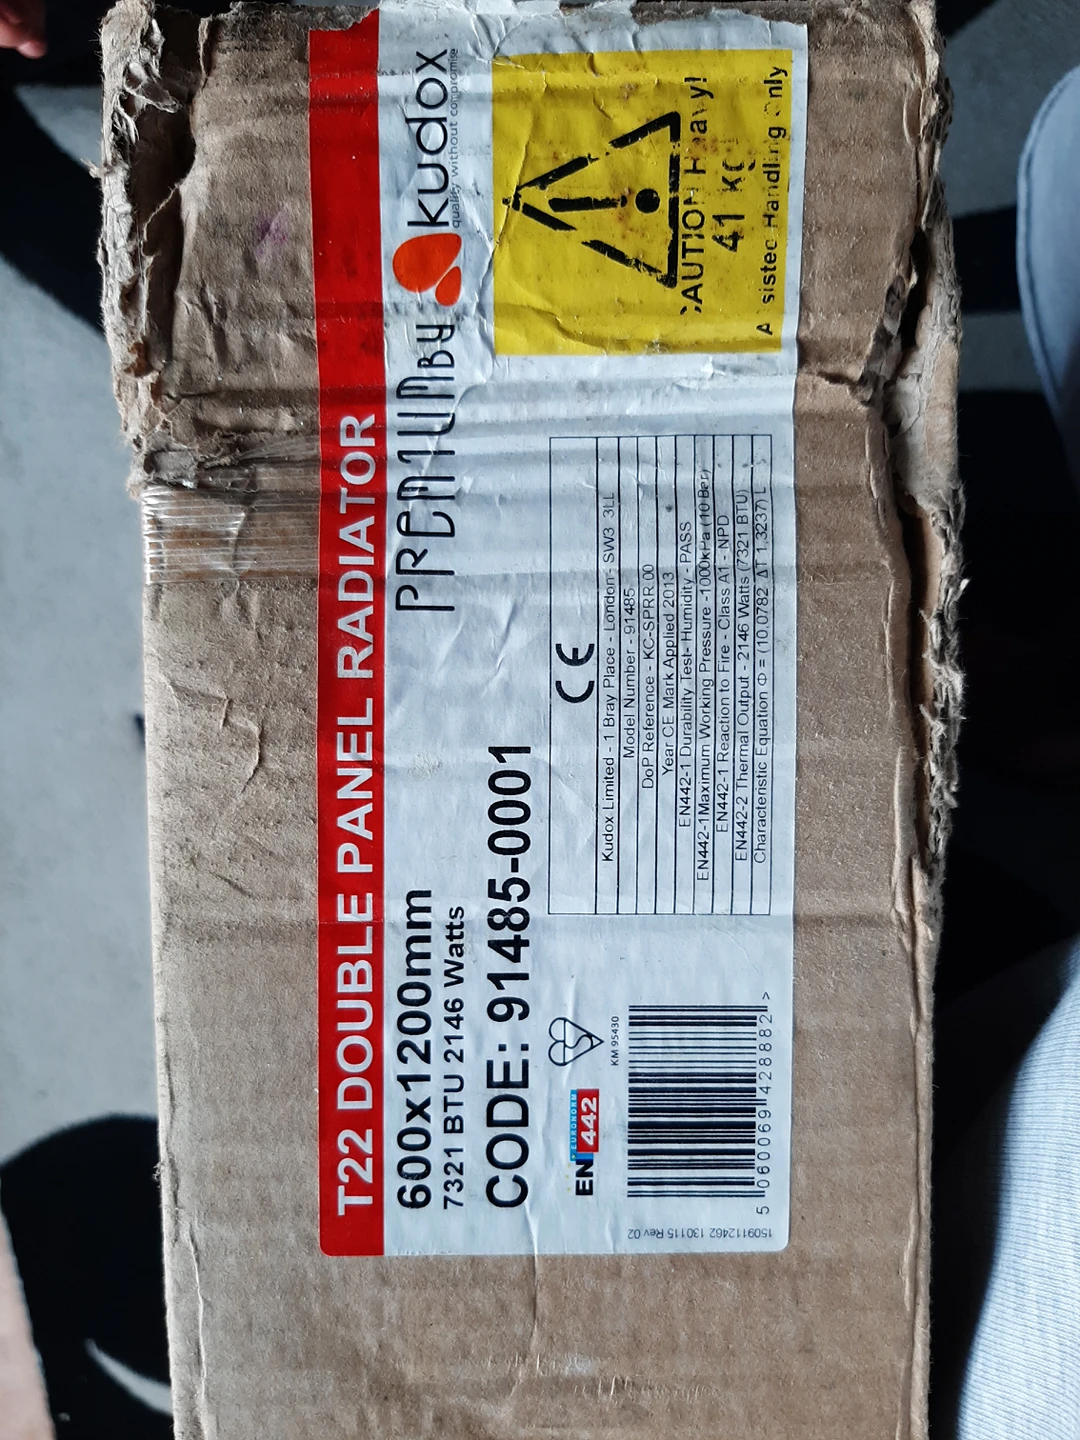 T22 DOUBLE PANEL RADIATOR
600x1200mm
7321 BTU 2146 Watts
CODE: 91485-0001
PREMIUM BY kudox
quality without compromise
CAUTION Heavy!
41 KG
Assisted Handling Only
CE
Kudox Limited - 1 Bray Place - London - SW3 3LL
Model Number - 91485
DoP Reference - KC-SPRR 00
Year CE Mark Applied 2013
EN442-1 Durability Test- Humidity - PASS
EN442-1Maximum Working Pressure -1000kPa (10 Bar)
EN442-1 Reaction to Fire - Class A1 - NPD
EN442-2 Thermal Output - 2146 Watts (7321 BTU)
Characteristic Equation Φ = (10.0782 ΔT 1.3237) L
EN EURONORM 442
KM 95430
5 060069 428882 >
1509112462 130115 Rev 02